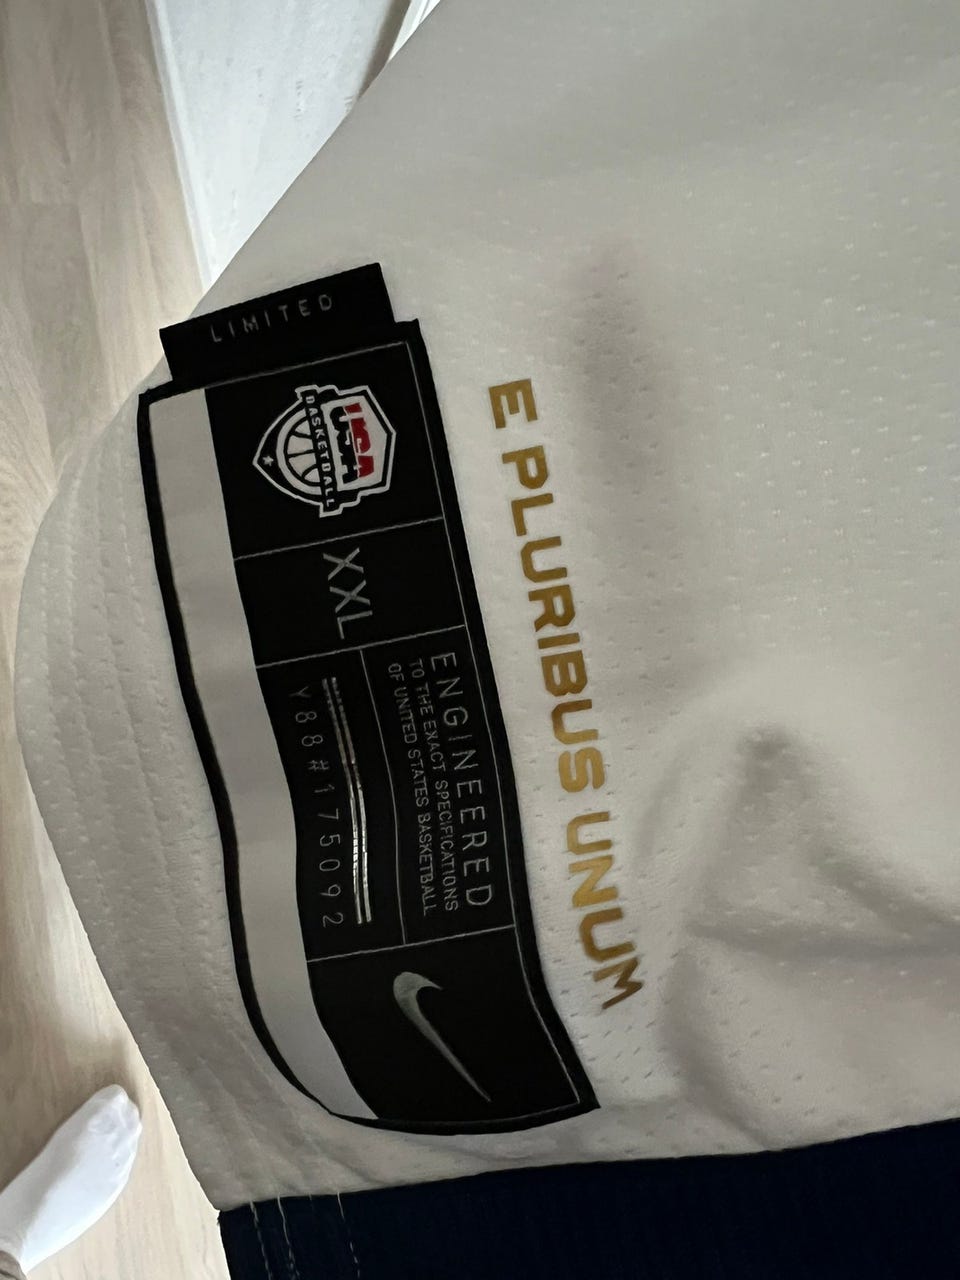 LIMITED
USA
BASKETBALL
XXL
ENGINEERED
TO THE EXACT SPECIFICATIONS
OF UNITED STATES BASKETBALL
Y88#175092
E PLURIBUS UNUM